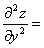 ∂²z/∂y² =